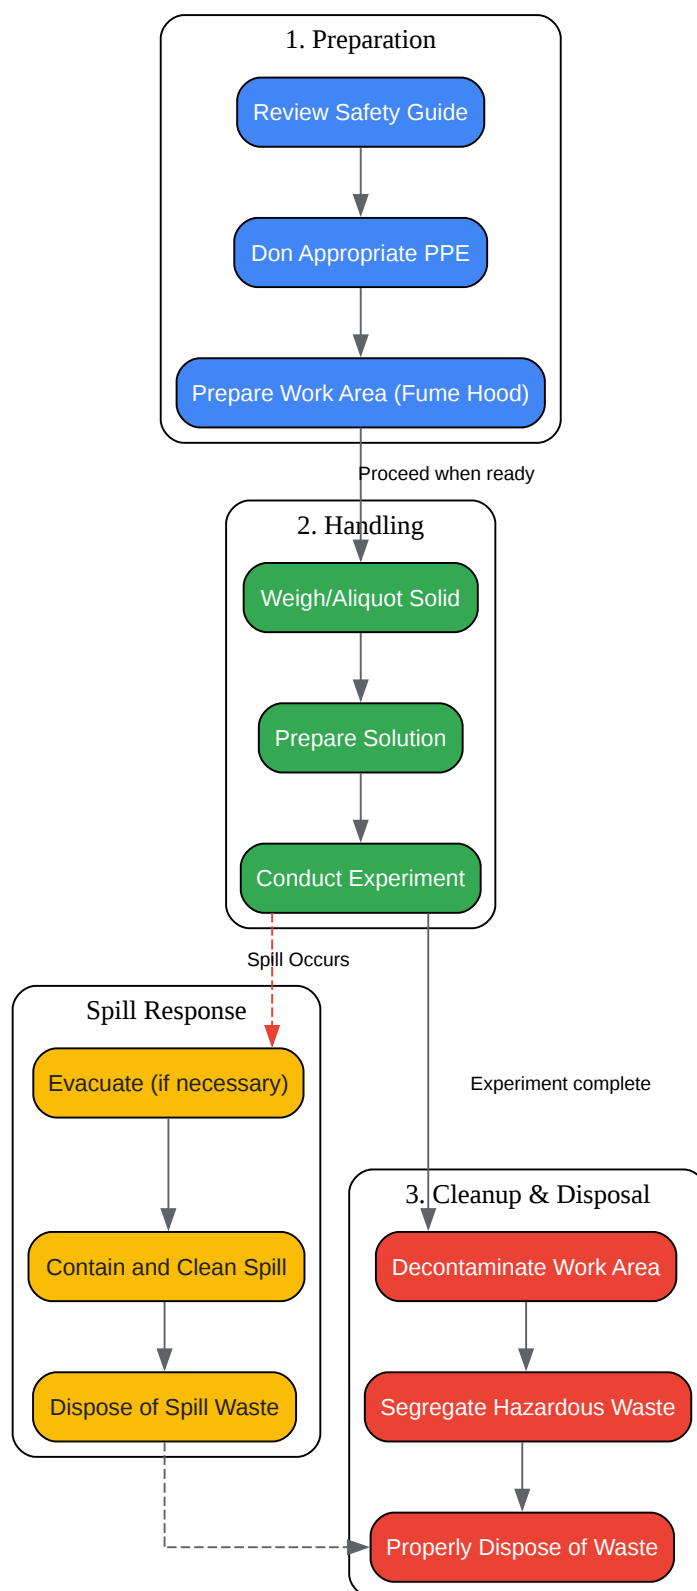 1. Preparation
Review Safety Guide
Don Appropriate PPE
Prepare Work Area (Fume Hood)
Proceed when ready
2. Handling
Weigh/Aliquot Solid
Prepare Solution
Conduct Experiment
Spill Occurs
Spill Response
Evacuate (if necessary)
Contain and Clean Spill
Dispose of Spill Waste
Experiment complete
3. Cleanup & Disposal
Decontaminate Work Area
Segregate Hazardous Waste
Properly Dispose of Waste